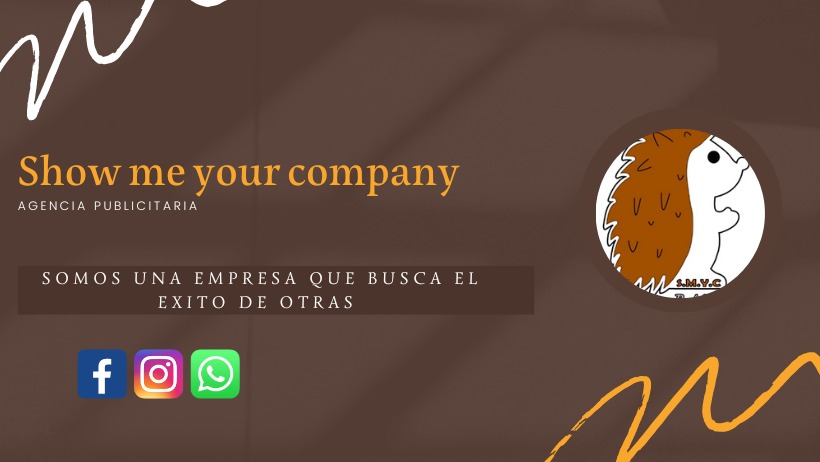 Show me your company
AGENCIA PUBLICITARIA
SOMOS UNA EMPRESA QUE BUSCA EL
EXITO DE OTRAS
S.M.Y.C